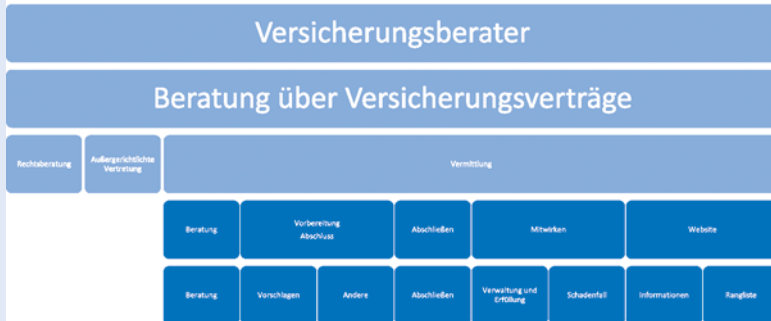 Versicherungsberater
Beratung über Versicherungsverträge
Rechtsberatung
Außergerichtlichte
Vertretung
Vermittlung
Beratung
Vorbereitung
Abschluss
Abschließen
Mitwirken
Website
Beratung
Vorschlagen
Andere
Abschließen
Verwaltung und
Erfüllung
Schadenfall
Informationen
Rangliste